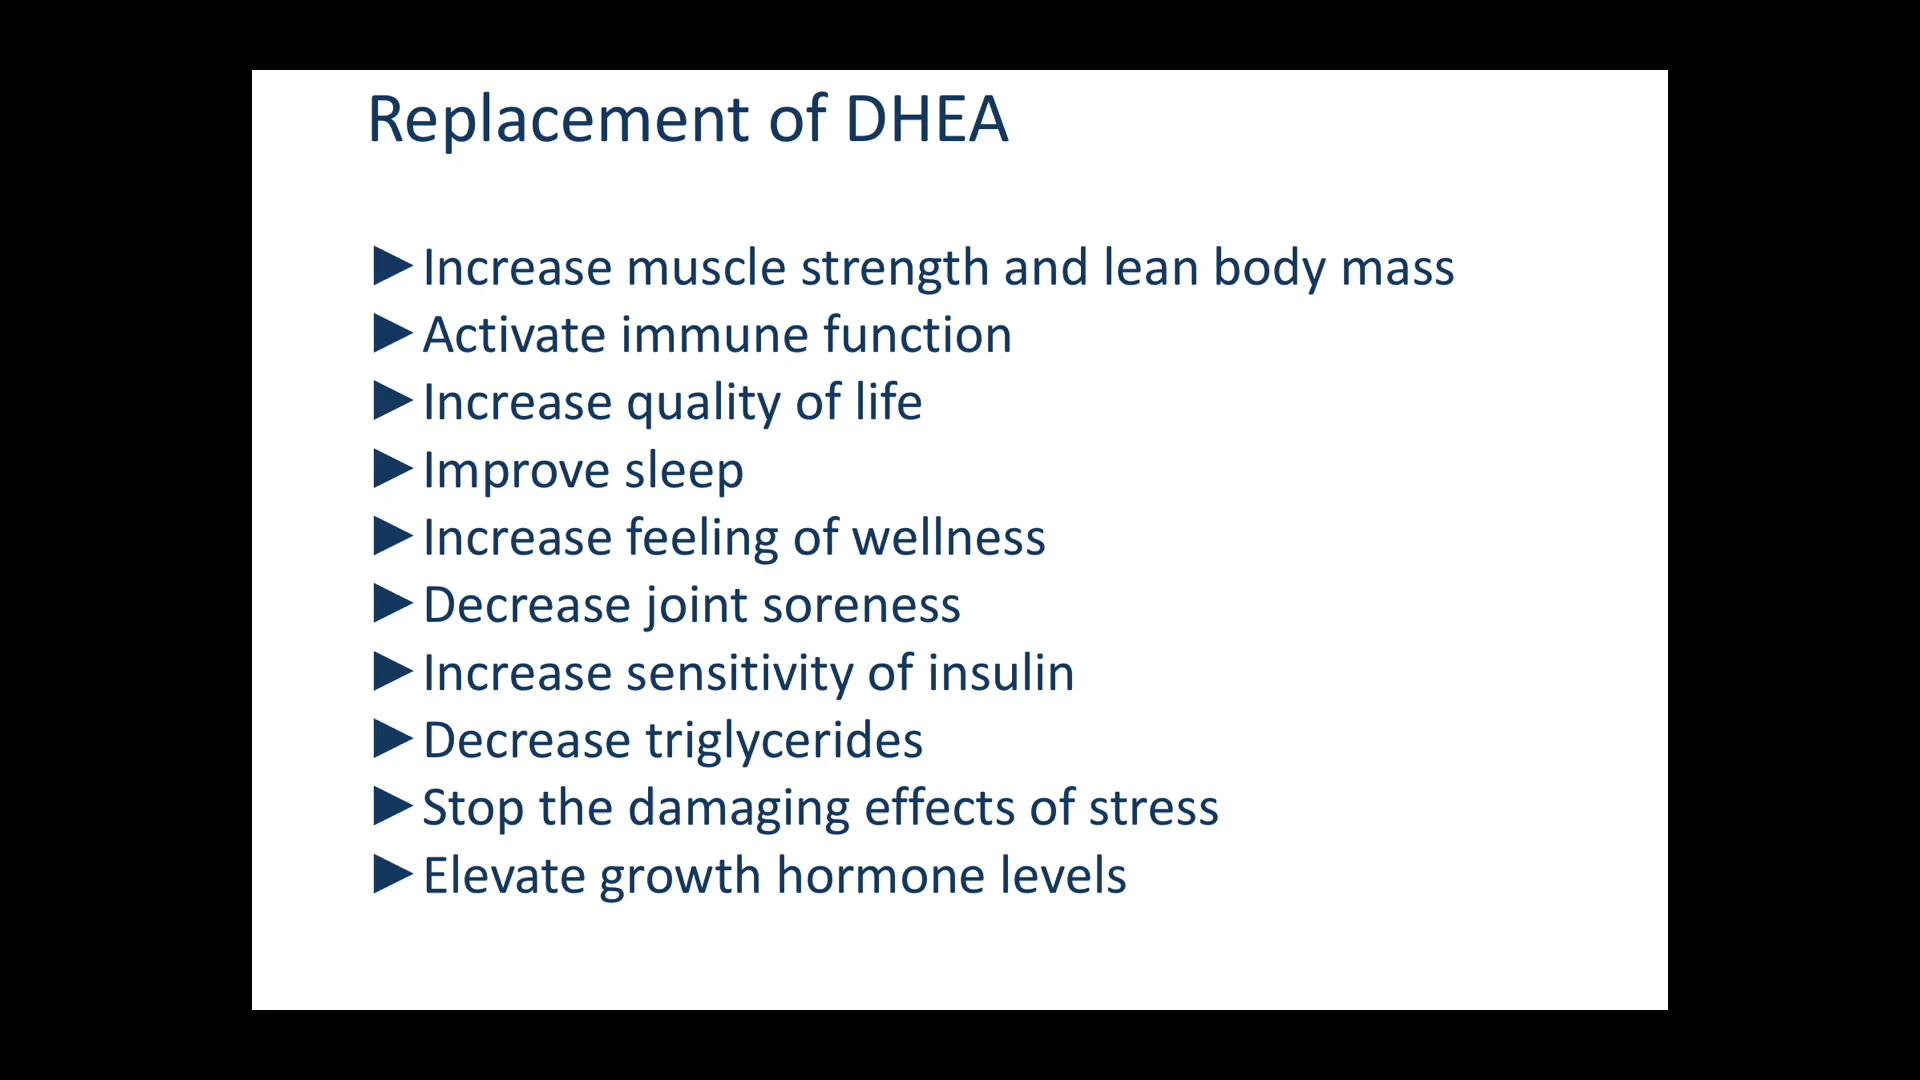 Replacement of DHEA
►Increase muscle strength and lean body mass
►Activate immune function
►Increase quality of life
►Improve sleep
►Increase feeling of wellness
►Decrease joint soreness
►Increase sensitivity of insulin
►Decrease triglycerides
►Stop the damaging effects of stress
►Elevate growth hormone levels